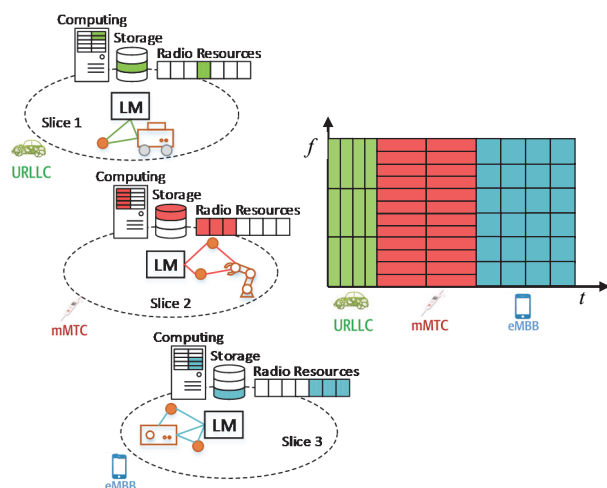 Computing
Storage
Radio Resources
LM
Slice 1
URLLC
Computing
Storage
Radio Resources
LM
Slice 2
mMTC
Computing
Storage
Radio Resources
LM
Slice 3
eMBB
f
t
URLLC
mMTC
eMBB